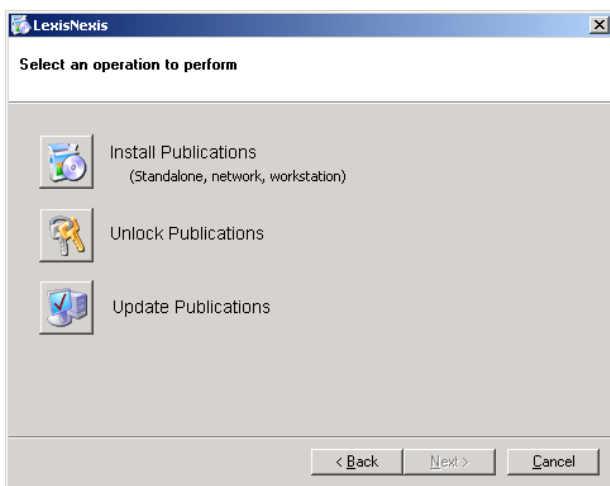 LexisNexis
Select an operation to perform
Install Publications
(Standalone, network, workstation)
Unlock Publications
Update Publications
< Back
Next >
Cancel